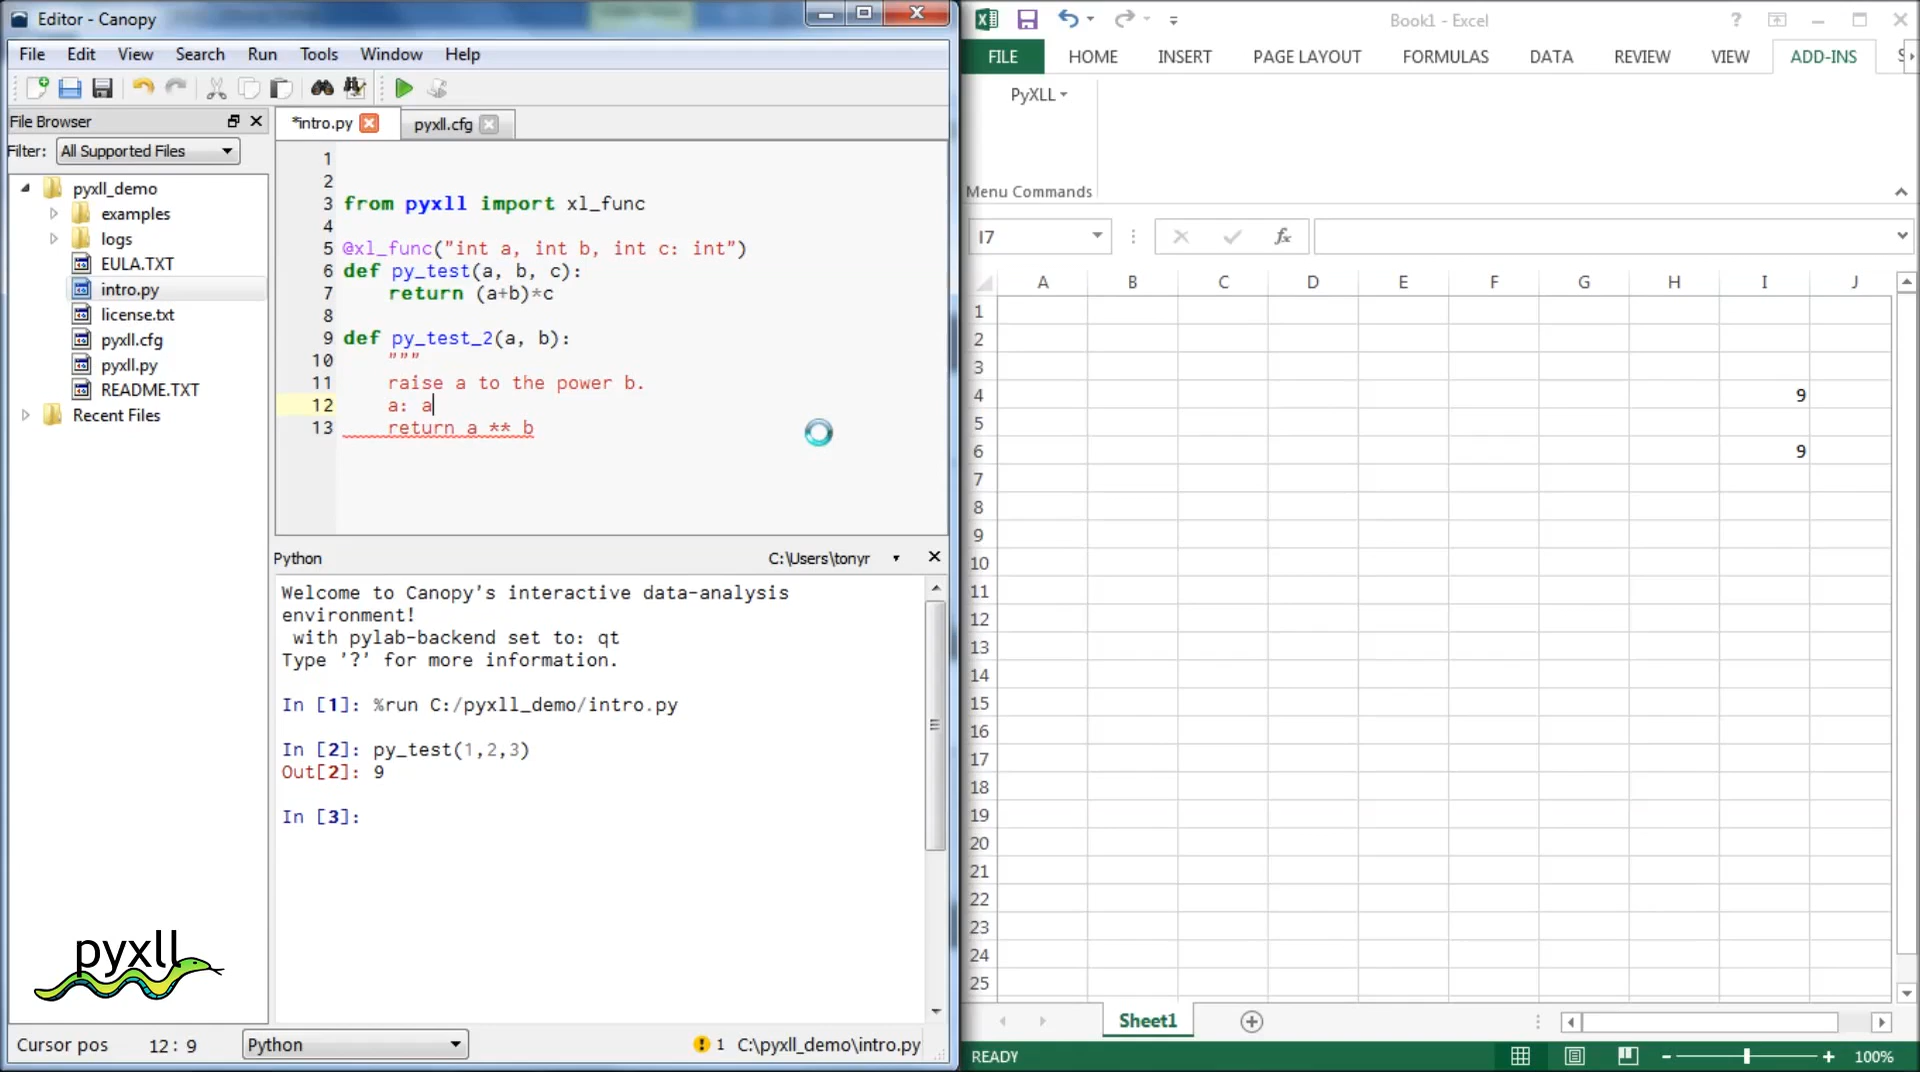 Editor - Canopy
File Edit View Search Run Tools Window Help
File Browser
Filter: All Supported Files
pyxll_demo
examples
logs
EULA.TXT
intro.py
license.txt
pyxll.cfg
pyxll.py
README.TXT
Recent Files
*intro.py pyxll.cfg
1
2
3 from pyxll import xl_func
4
5 @xl_func("int a, int b, int c: int")
6 def py_test(a, b, c):
7 return (a+b)*c
8
9 def py_test_2(a, b):
10 """
11 raise a to the power b.
12 a: a
13 return a ** b
Python C:\Users\tonyr
Welcome to Canopy's interactive data-analysis
environment!
with pylab-backend set to: qt
Type '?' for more information.
In [1]: %run C:/pyxll_demo/intro.py
In [2]: py_test(1,2,3)
Out[2]: 9
In [3]:
pyxll
Cursor pos 12 : 9 Python 1 C:\pyxll_demo\intro.py
Book1 - Excel ?
FILE HOME INSERT PAGE LAYOUT FORMULAS DATA REVIEW VIEW ADD-INS
PyXLL
Menu Commands
I7 fx
A B C D E F G H I J
1
2
3
4 9
5
6 9
7
8
9
10
11
12
13
14
15
16
17
18
19
20
21
22
23
24
25
Sheet1
READY 100%